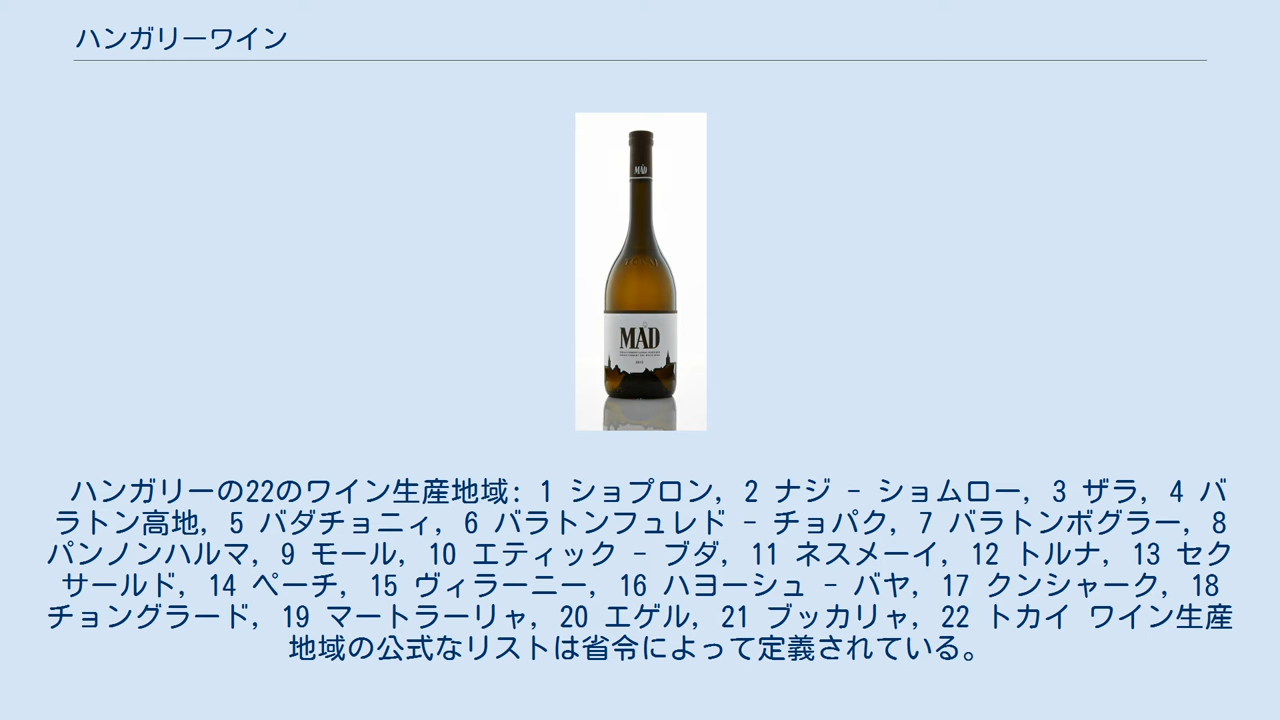 ハンガリーワイン
MÁD
MÁD
2013
ハンガリーの22のワイン生産地域: 1 ショプロン, 2 ナジ - ショムロー, 3 ザラ, 4 バ
ラトン高地, 5 バダチョニィ, 6 バラトンフュレド - チョパク, 7 バラトンボグラー, 8
パンノンハルマ, 9 モール, 10 エティック - ブダ, 11 ネスメーイ, 12 トルナ, 13 セク
サールド, 14 ペーチ, 15 ヴィラーニー, 16 ハヨーシュ - バヤ, 17 クンシャーク, 18
チョングラード, 19 マートラーリャ, 20 エゲル, 21 ブッカリャ, 22 トカイ ワイン生産
地域の公式なリストは省令によって定義されている。